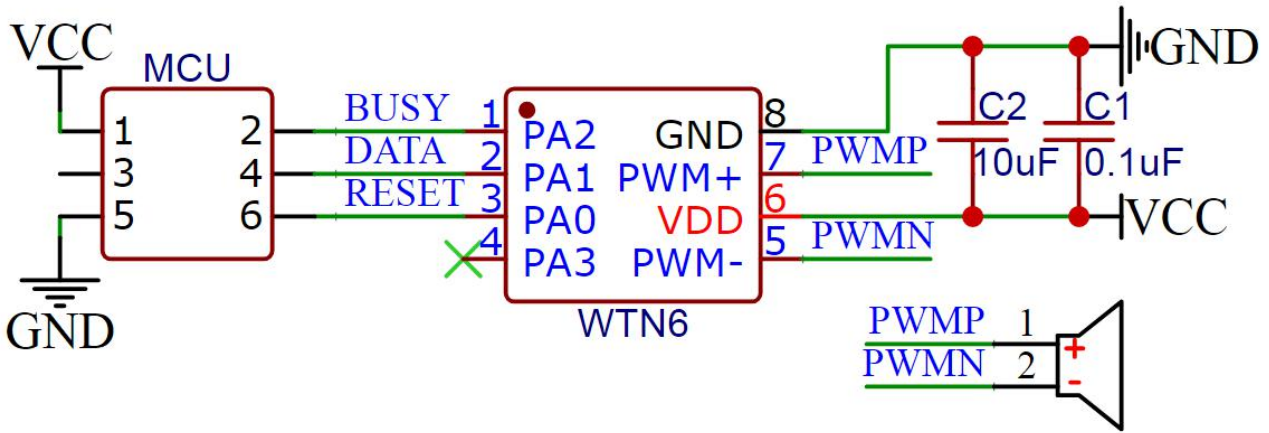 VCC
MCU
1
3
5
2
4
6
GND
BUSY
DATA
RESET
1
2
3
4
PA2
PA1
PA0
PA3
GND
PWM+
VDD
PWM-
8
7
6
5
WTN6
PWMP
PWMN
C2
10uF
C1
0.1uF
GND
VCC
PWMP 1
PWMN 2
+
-